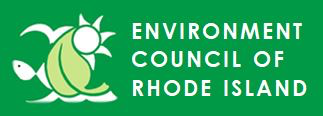 ENVIRONMENT
COUNCIL OF
RHODE ISLAND